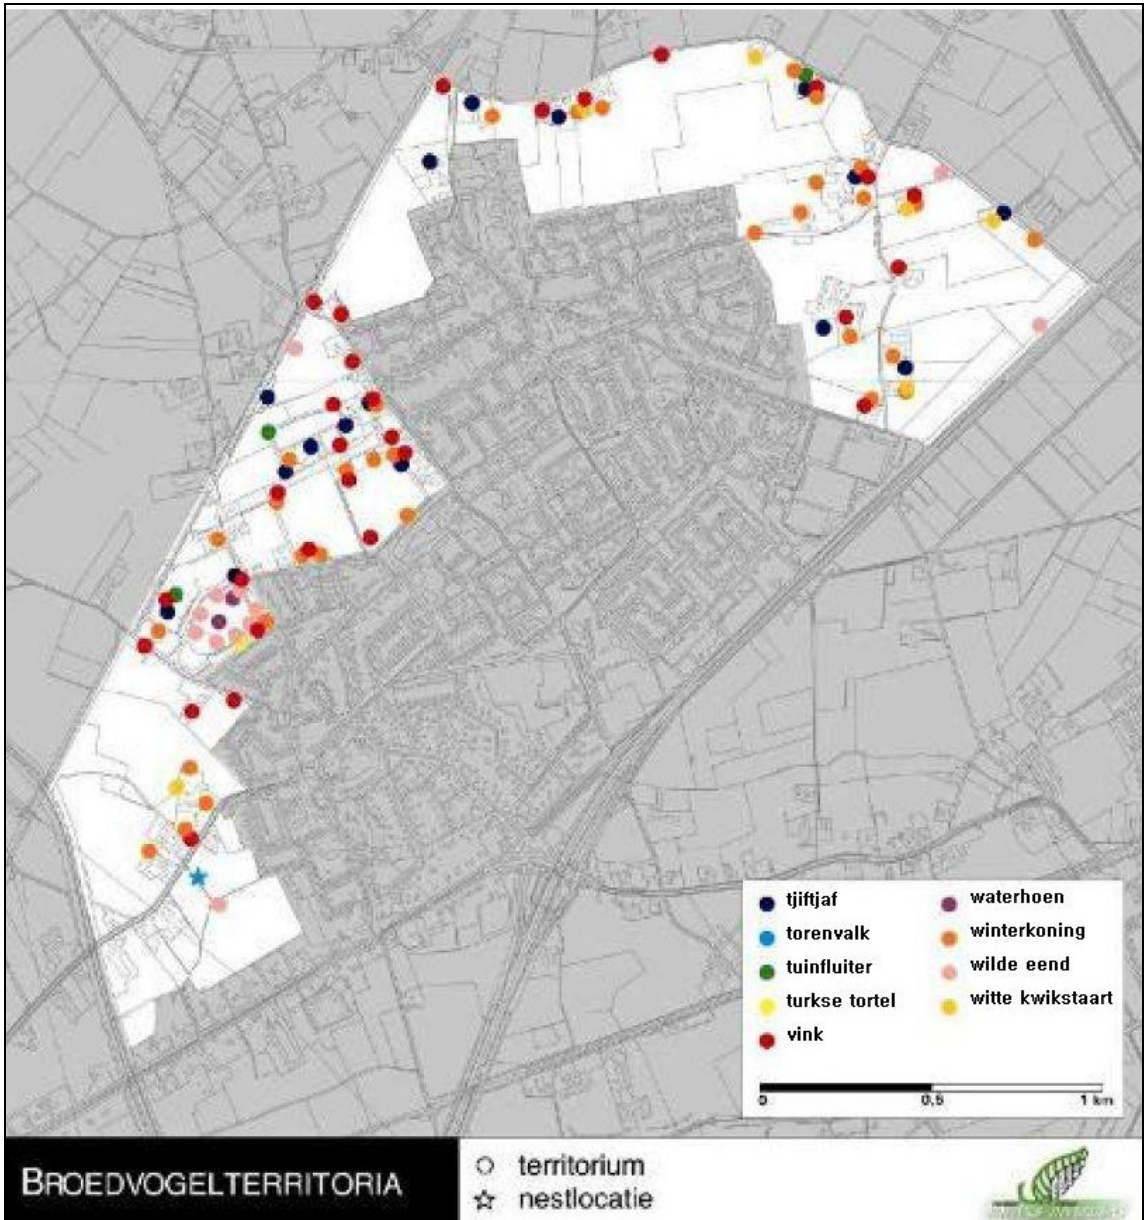 tjiftjaf
torenvalk
tuinfluiter
turkse tortel
vink
waterhoen
winterkoning
wilde eend
witte kwikstaart
0 0,5 1 km
BROEDVOGELTERRITORIA
territorium
nestlocatie